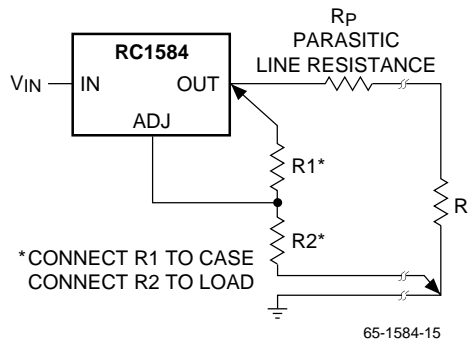 RP
PARASITIC
LINE RESISTANCE
RC1584
VIN IN OUT
ADJ
R1*
R
R2*
*CONNECT R1 TO CASE
CONNECT R2 TO LOAD
65-1584-15